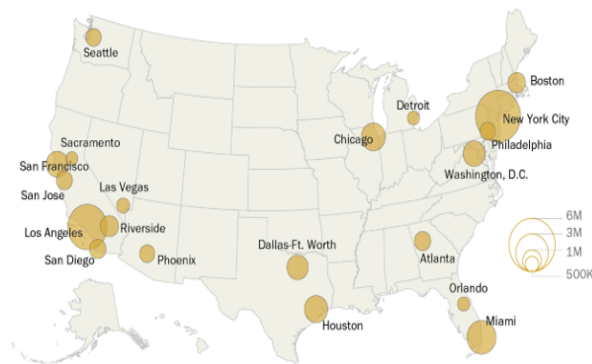 Seattle
Boston
Detroit
New York City
Chicago
Philadelphia
Sacramento
San Francisco
Washington, D.C.
Las Vegas
San Jose
6M
Los Angeles
Riverside
3M
Dallas-Ft. Worth
1M
San Diego
Phoenix
Atlanta
500K
Orlando
Houston
Miami